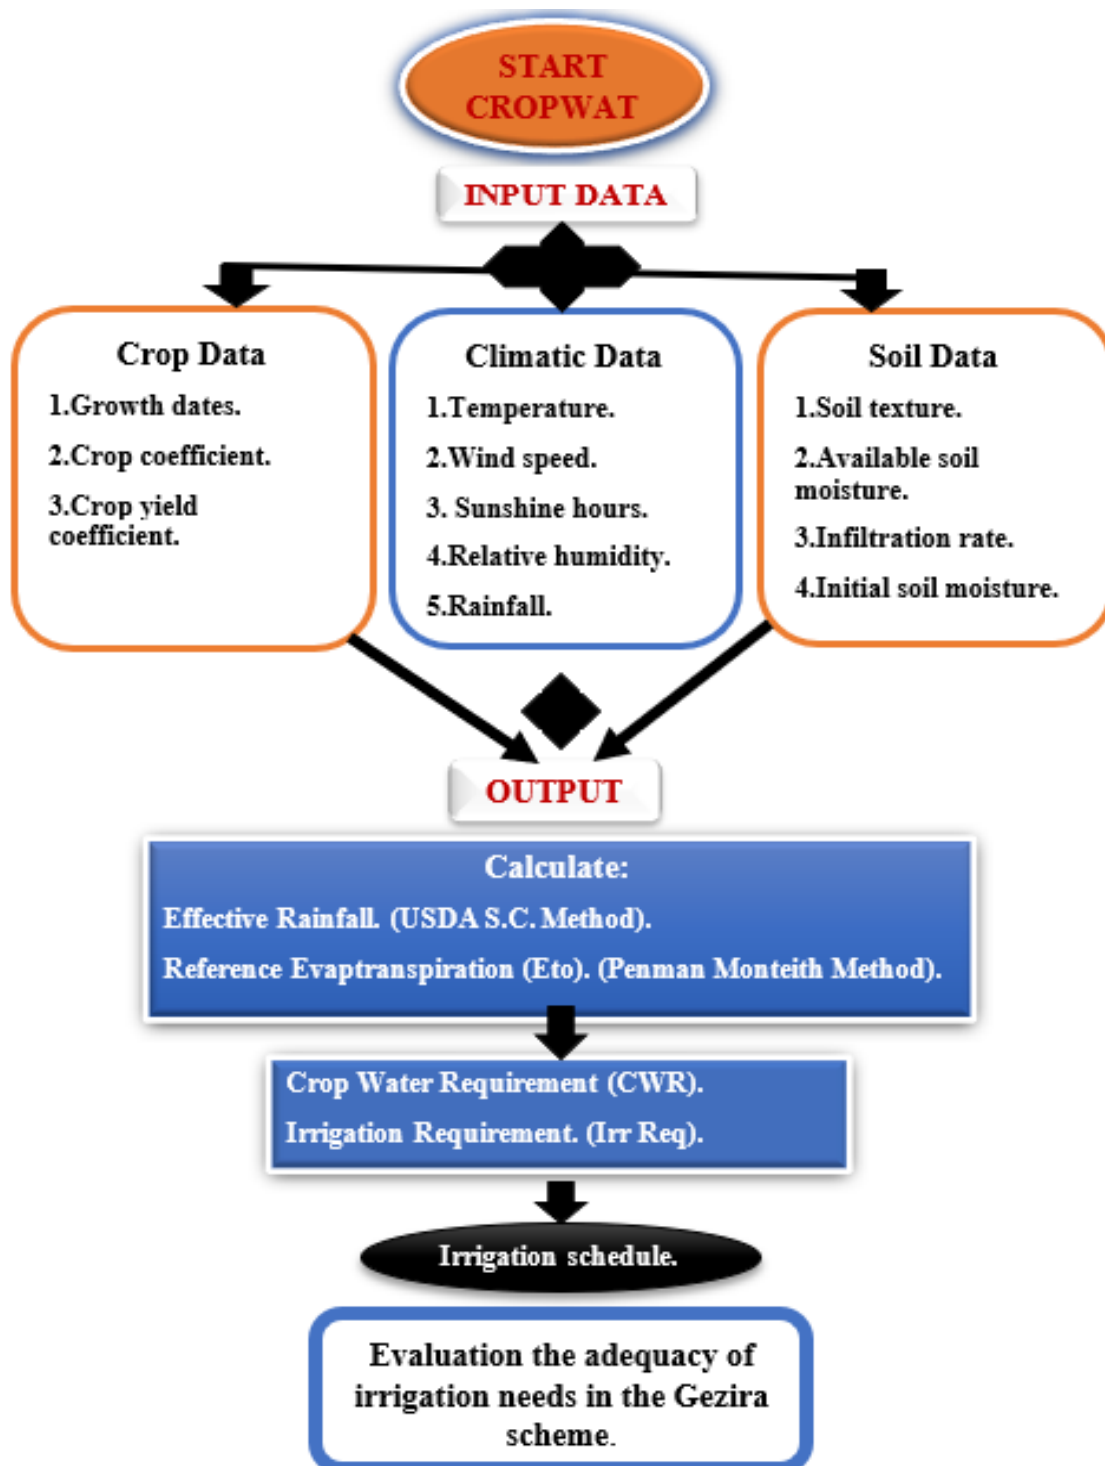 START
CROPWAT
INPUT DATA
Crop Data
1.Growth dates.
2.Crop coefficient.
3.Crop yield
coefficient.
Climatic Data
1.Temperature.
2.Wind speed.
3. Sunshine hours.
4.Relative humidity.
5.Rainfall.
Soil Data
1.Soil texture.
2.Available soil
moisture.
3.Infiltration rate.
4.Initial soil moisture.
OUTPUT
Calculate:
Effective Rainfall. (USDA S.C. Method).
Reference Evaptranspiration (Eto). (Penman Monteith Method).
Crop Water Requirement (CWR).
Irrigation Requirement. (Irr Req).
Irrigation schedule.
Evaluation the adequacy of
irrigation needs in the Gezira
scheme.